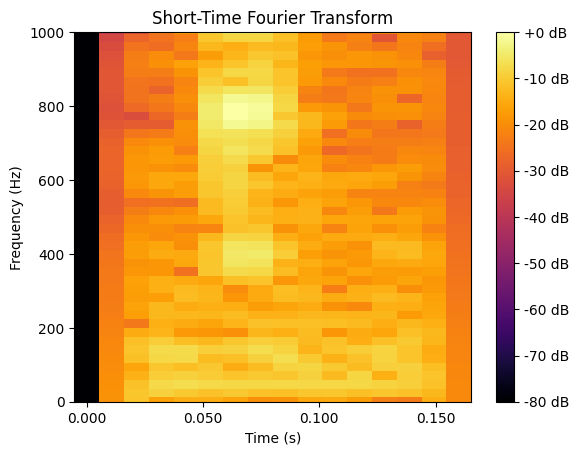 Short-Time Fourier Transform
Frequency (Hz)
1000
800
600
400
200
0
0.000
0.050
0.100
0.150
Time (s)
+0 dB
-10 dB
-20 dB
-30 dB
-40 dB
-50 dB
-60 dB
-70 dB
-80 dB